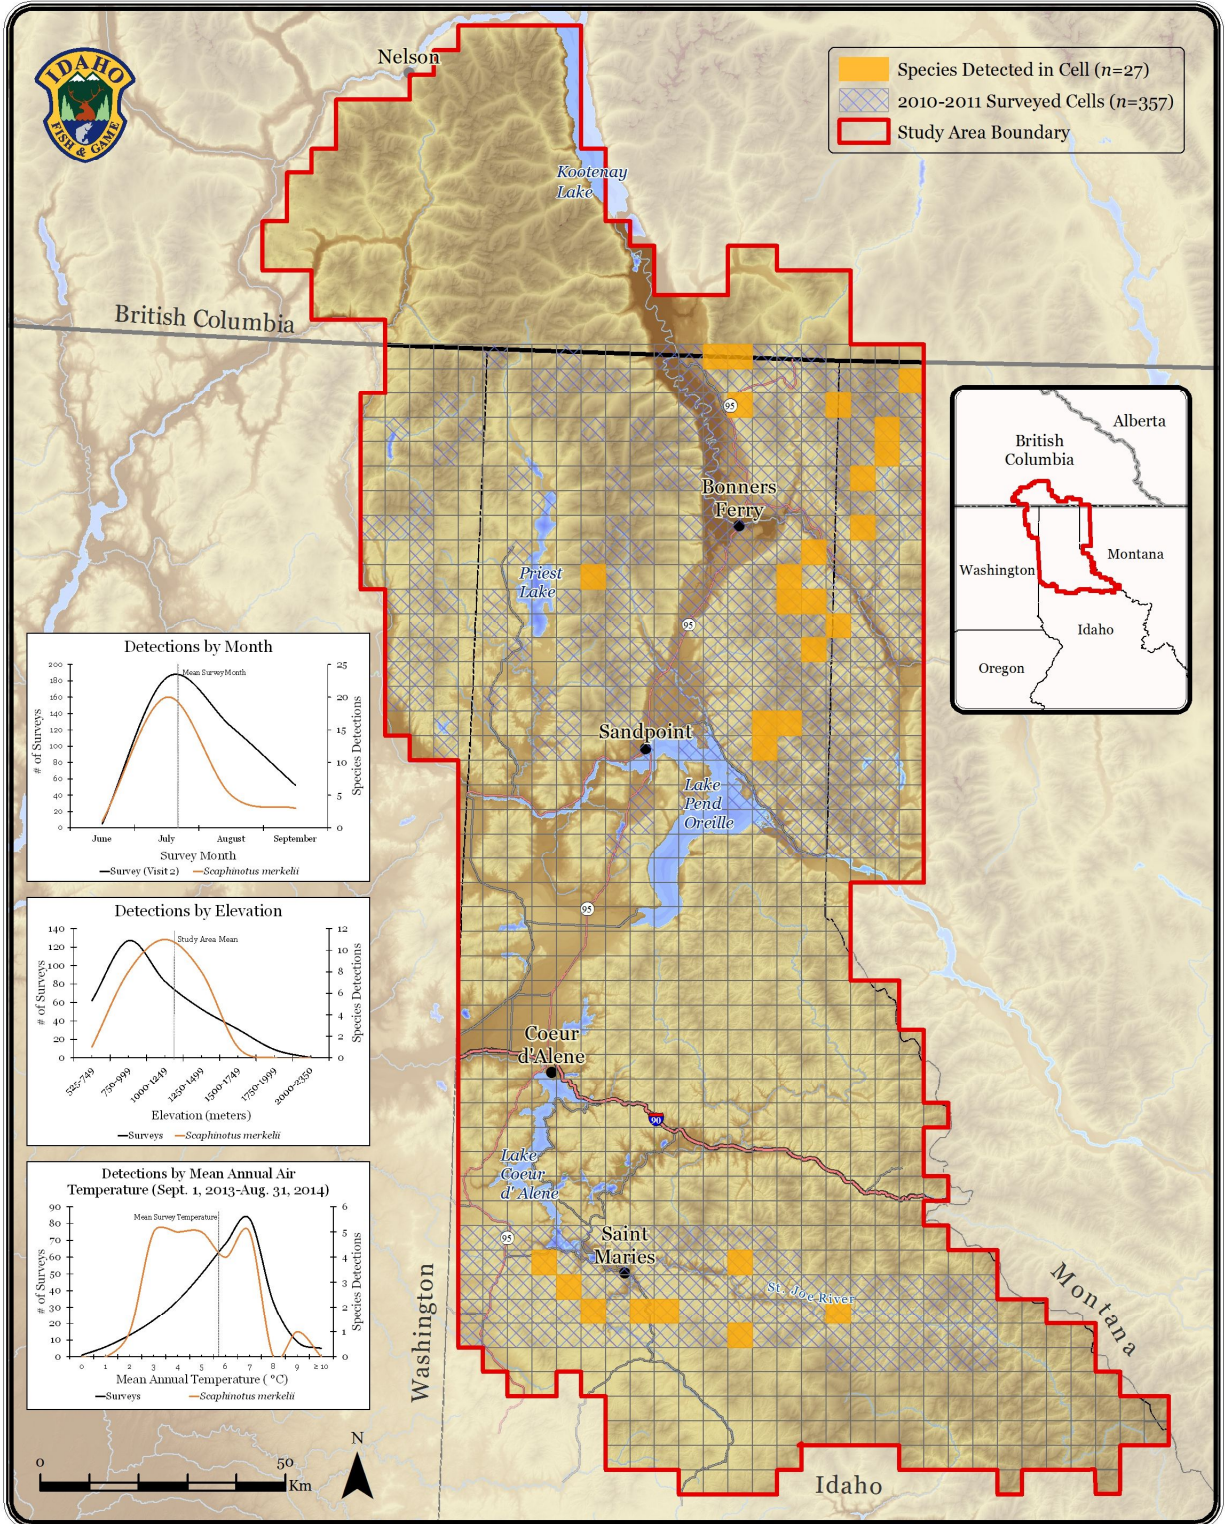 IDAHO
FISH & GAME
Nelson
Species Detected in Cell (n=27)
2010-2011 Surveyed Cells (n=357)
Study Area Boundary
Kootenay
Lake
British Columbia
95
Bonners
Ferry
Priest
Lake
95
Sandpoint
Lake
Pend
Oreille
95
Coeur
d'Alene
90
Lake
Coeur
d' Alene
95
Saint
Maries
St. Joe River
Washington
Montana
Idaho
Alberta
British
Columbia
Washington
Montana
Idaho
Oregon
Detections by Month
200
180
160
140
120
100
80
60
40
20
0
# of Surveys
Mean Survey Month
25
20
15
10
5
0
Species Detections
June July August September
Survey Month
Survey (Visit 2) Scaphinotus merkelii
Detections by Elevation
140
120
100
80
60
40
20
0
# of Surveys
Study Area Mean
12
10
8
6
4
2
0
Species Detections
525-749 750-999 1000-1249 1250-1499 1500-1749 1750-1999 2000-2350
Elevation (meters)
Surveys Scaphinotus merkelii
Detections by Mean Annual Air
Temperature (Sept. 1, 2013-Aug. 31, 2014)
90
80
70
60
50
40
30
20
10
0
# of Surveys
Mean Survey Temperature
6
5
4
3
2
1
0
Species Detections
0 1 2 3 4 5 6 7 8 9 ≥10
Mean Annual Temperature ( °C)
Surveys Scaphinotus merkelii
0 50
Km
N